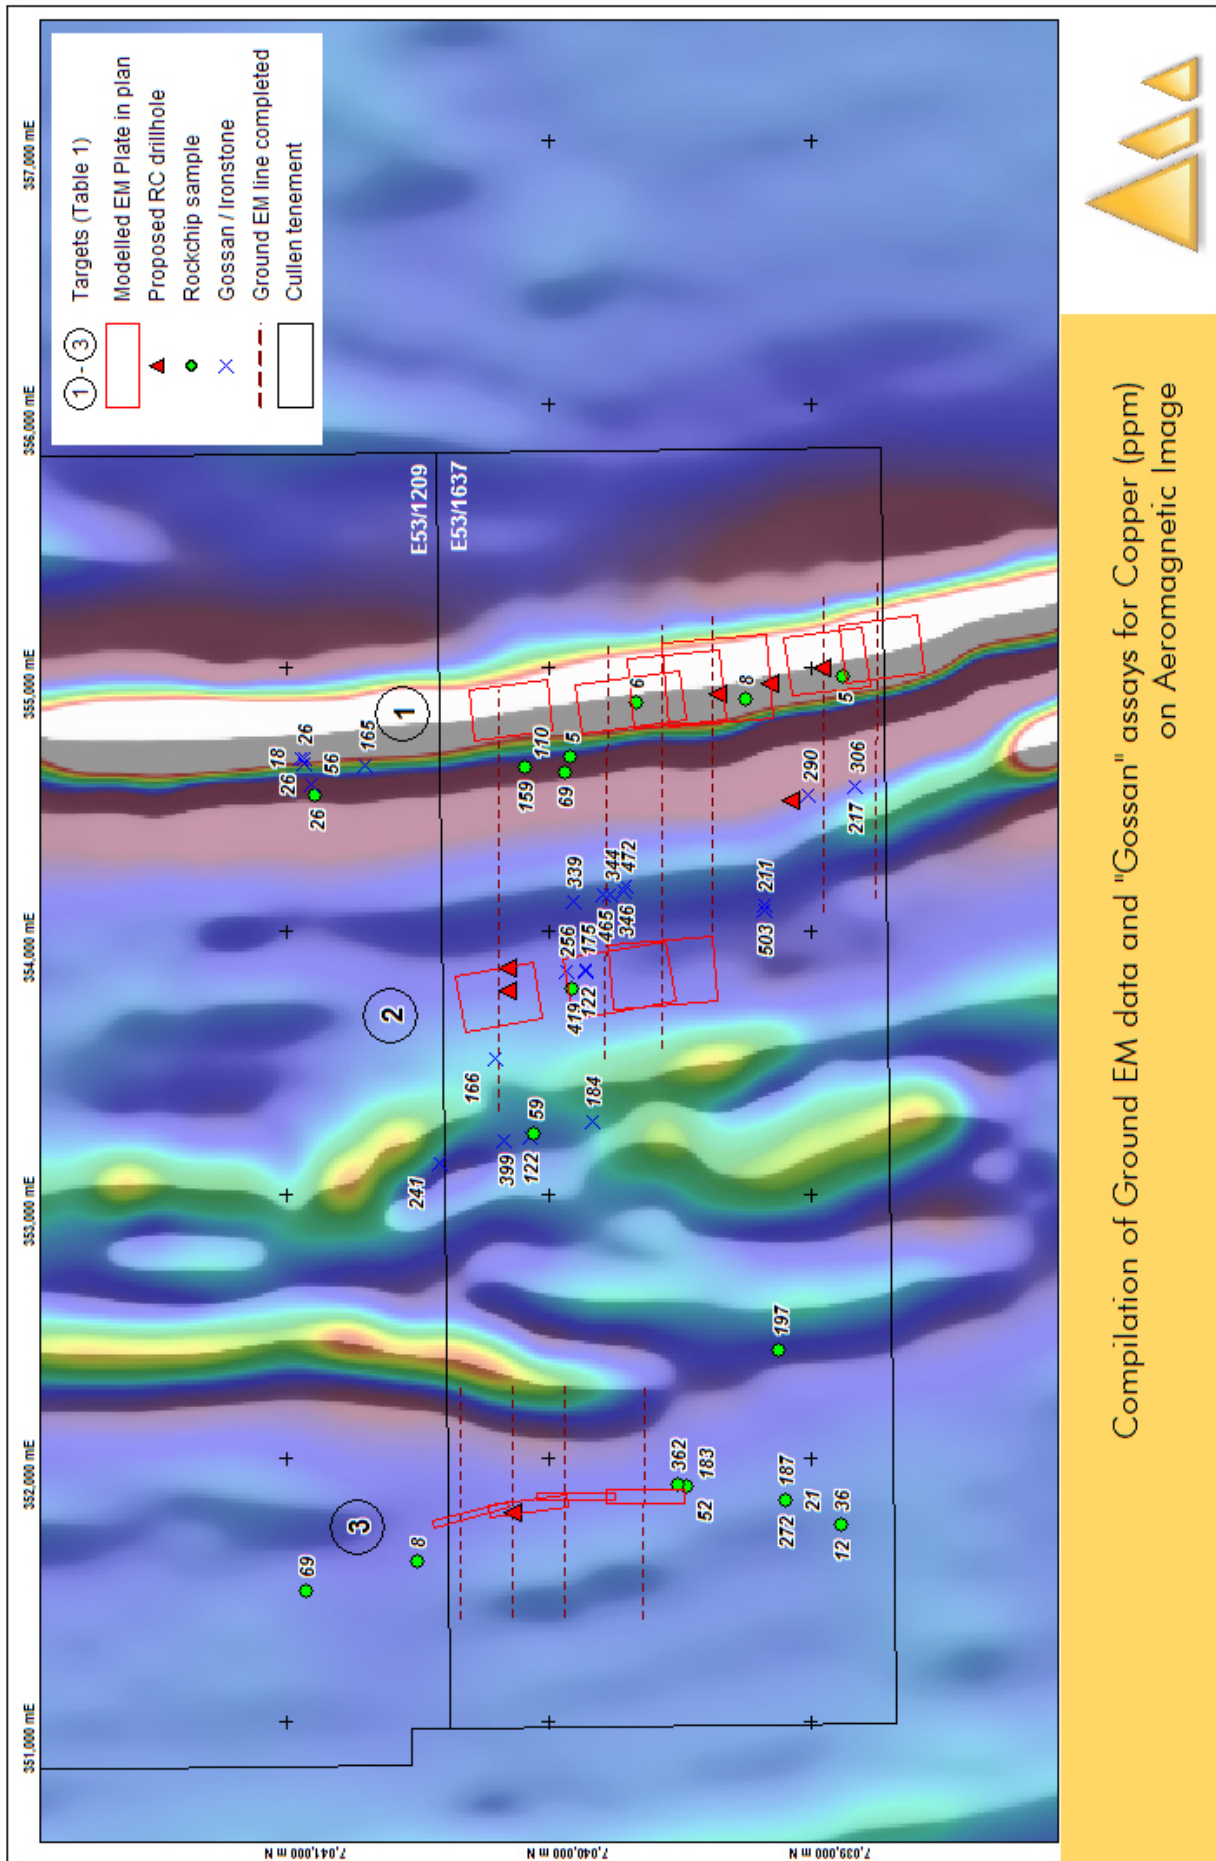 351,000 mE
352,000 mE
353,000 mE
354,000 mE
355,000 mE
356,000 mE
357,000 mE
7,041,000 m N
7,040,000 m N
7,039,000 m N
1 - 3 Targets (Table 1)
Modelled EM Plate in plan
Proposed RC drillhole
Rockchip sample
Gossan / Ironstone
Ground EM line completed
Cullen tenement
E53/1209
E53/1637
1
2
3
69
8
362
183
52
272
187
21
12
36
197
241
399
122
59
184
166
419
256
175
122
339
465
344
346
472
503
211
290
217
306
26
26
18
26
56
165
159
110
69
5
6
8
5
Compilation of Ground EM data and "Gossan" assays for Copper (ppm)
on Aeromagnetic Image